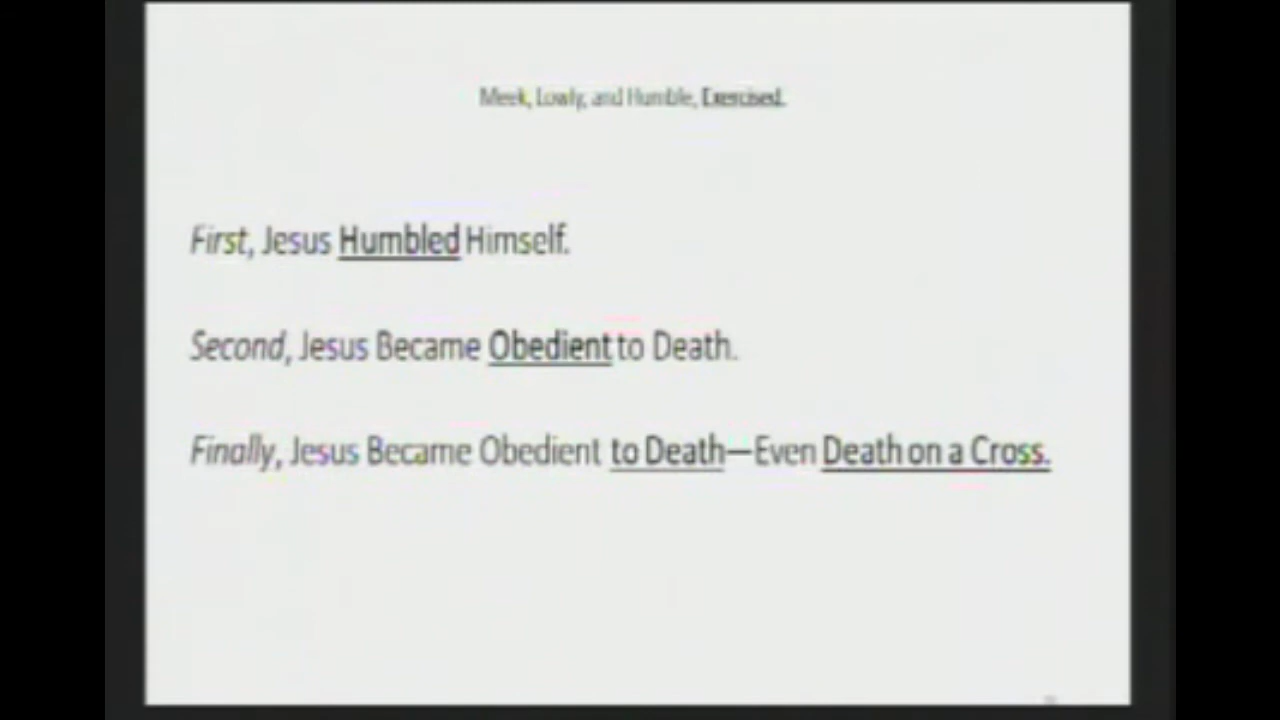 Meek, Lowly, and Humble, Exercised.
First, Jesus Humbled Himself.
Second, Jesus Became Obedient to Death.
Finally, Jesus Became Obedient to Death—Even Death on a Cross.